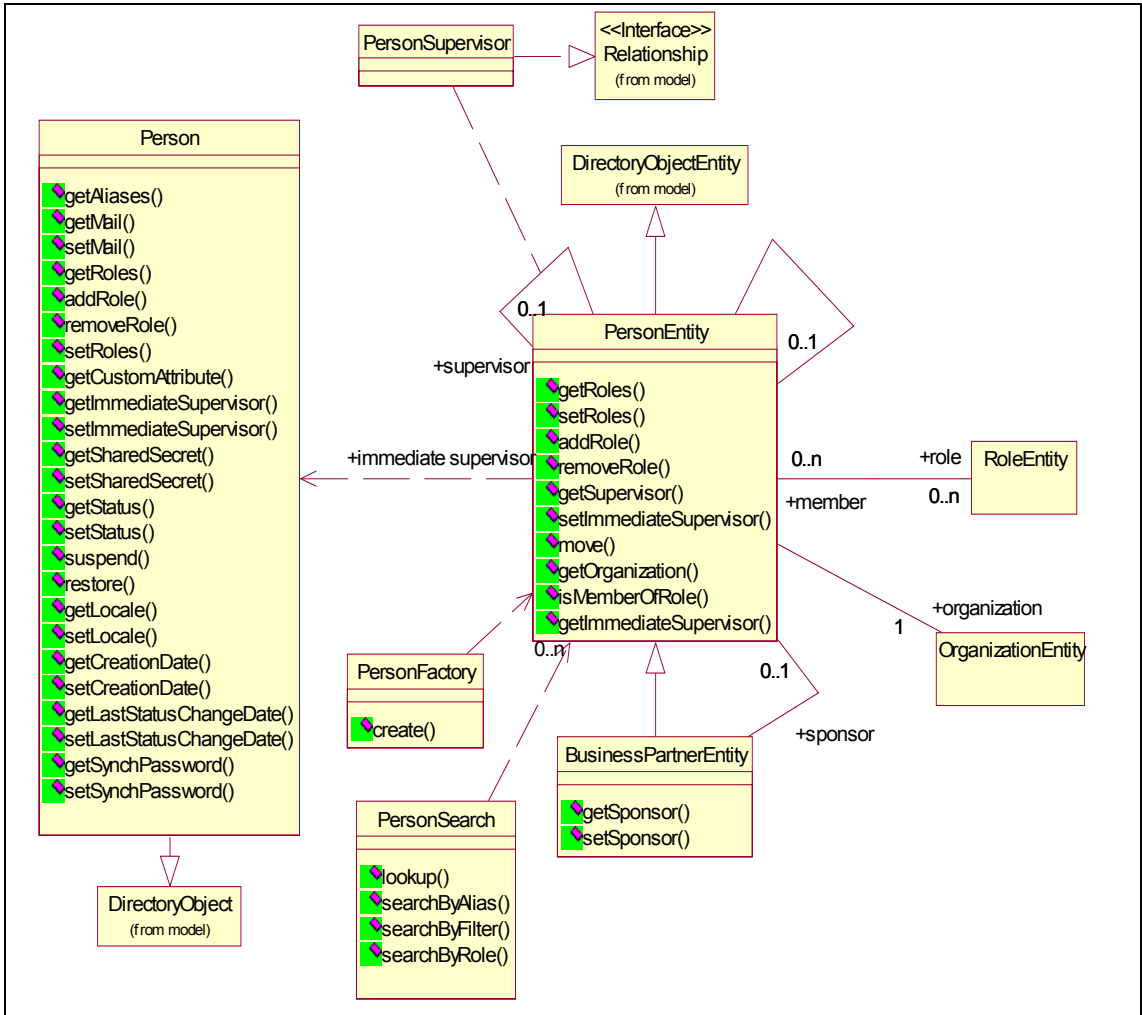 PersonSupervisor
<<Interface>>
Relationship
(from model)
Person
getAliases()
getMail()
setMail()
getRoles()
addRole()
removeRole()
setRoles()
getCustomAttribute()
getImmediateSupervisor()
setImmediateSupervisor()
getSharedSecret()
setSharedSecret()
getStatus()
setStatus()
suspend()
restore()
getLocale()
setLocale()
getCreationDate()
setCreationDate()
getLastStatusChangeDate()
setLastStatusChangeDate()
getSynchPassword()
setSynchPassword()
DirectoryObject
(from model)
DirectoryObjectEntity
(from model)
0..1
0..1
+supervisor
+immediate supervisor
PersonEntity
getRoles()
setRoles()
addRole()
removeRole()
getSupervisor()
setImmediateSupervisor()
move()
getOrganization()
isMemberOfRole()
getImmediateSupervisor()
0..n
+member
+role
0..n
RoleEntity
+organization
1
OrganizationEntity
0..n
0..1
+sponsor
PersonFactory
create()
BusinessPartnerEntity
getSponsor()
setSponsor()
PersonSearch
lookup()
searchByAlias()
searchByFilter()
searchByRole()